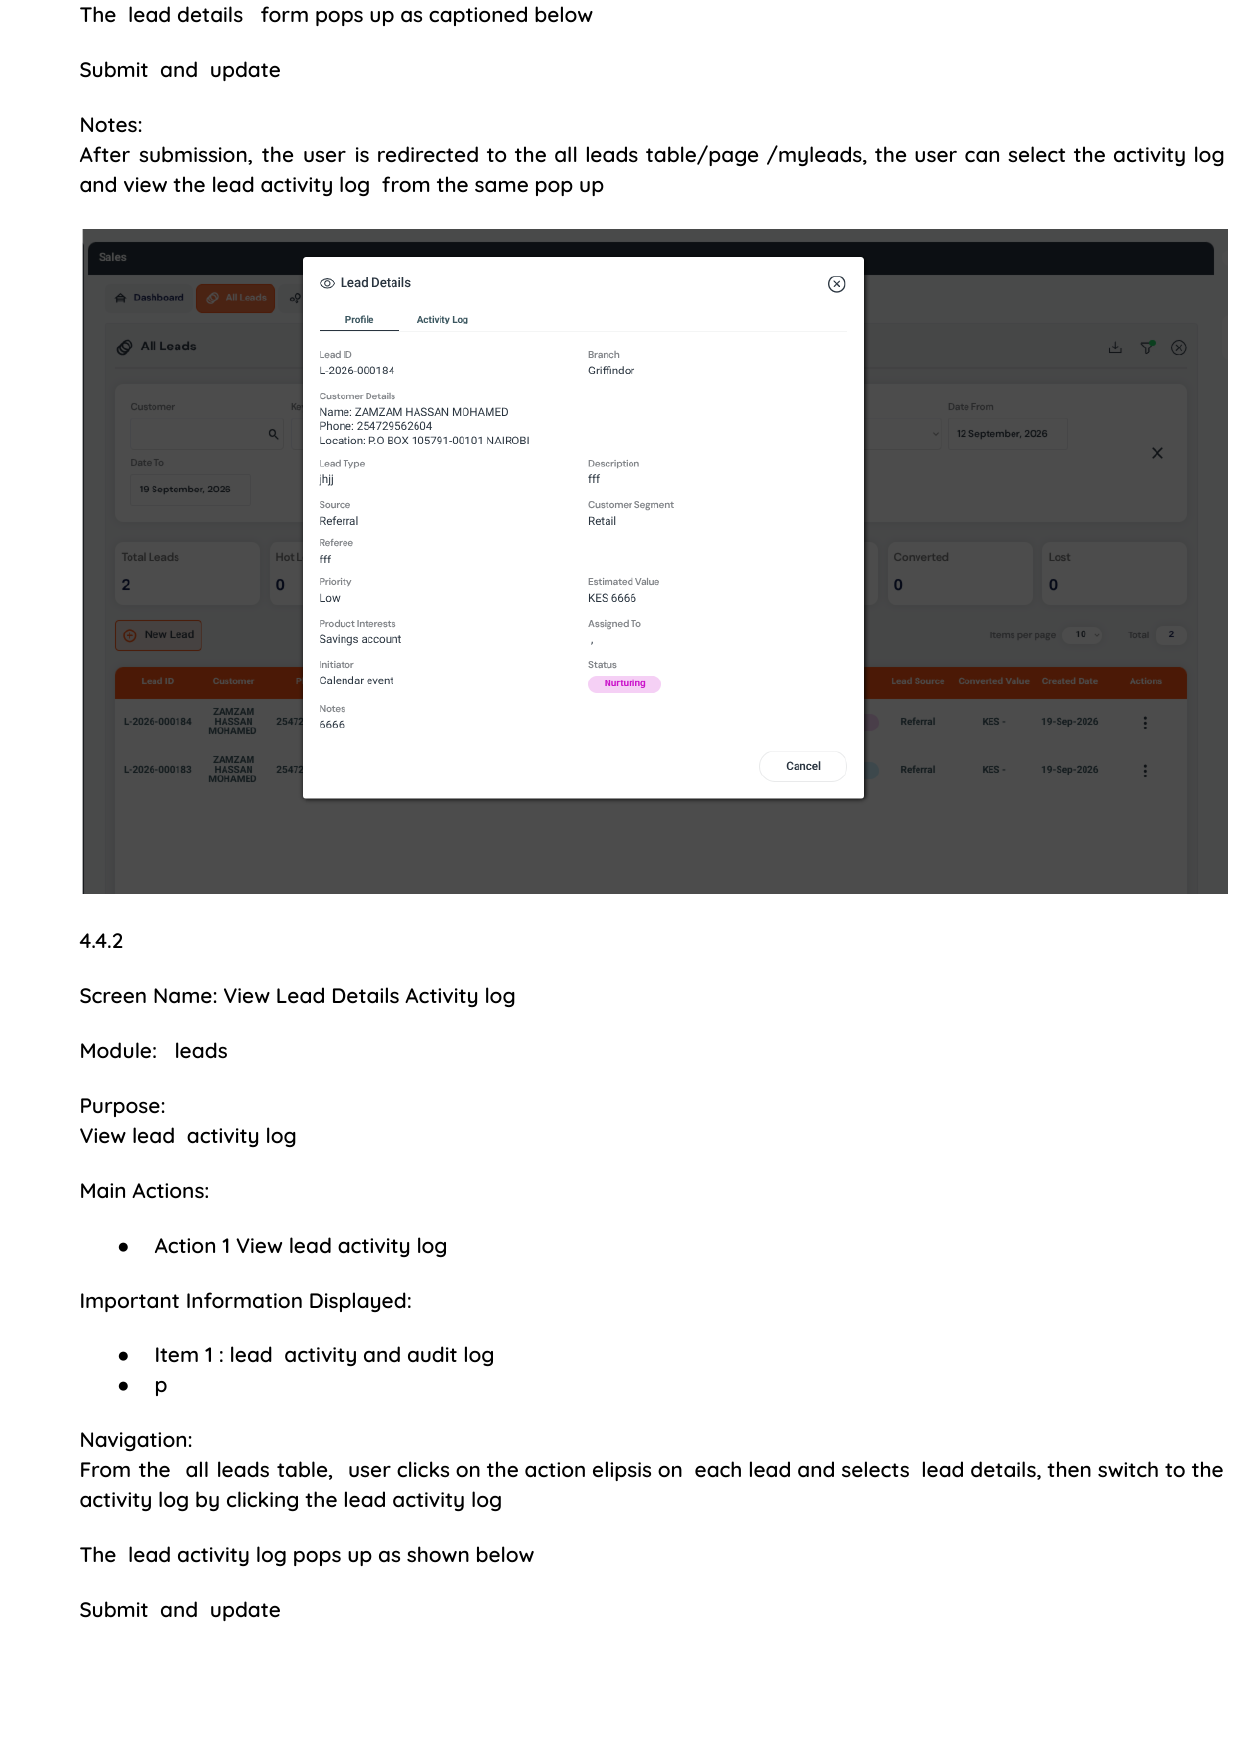 The lead details form pops up as captioned below
Submit and update
Notes:
After submission, the user is redirected to the all leads table/page /myleads, the user can select the activity log
and view the lead activity log from the same pop up
Sales
Lead Details
Dashboard
All Leads
Profile
Activity Log
All Leads
Lead ID
Branch
L-2026-000184
Griffindor
Customer Details
Customer
Ke
Date From
Name: ZAMZAM HASSAN MOHAMED
Phone: 254729562604
12 September, 2026
Location: P.O BOX 105791-00101 NAIROBI
Date To
Lead Type
Description
jhjj
fff
19 September, 2026
Source
Customer Segment
Referral
Retail
Referee
fff
Total Leads
Hot L
Converted
Lost
2
0
0
0
Priority
Estimated Value
Low
KES 6666
Product Interests
Assigned To
New Lead
Items per page
10
Total
2
Savings account
,
Initiator
Status
Calendar event
Nurturing
Lead ID
Customer
P
Lead Source
Converted Value
Created Date
Actions
Notes
6666
L-2026-000184
ZAMZAM
HASSAN
MOHAMED
25472
Referral
KES -
19-Sep-2026
L-2026-000183
ZAMZAM
HASSAN
MOHAMED
25472
Referral
KES -
19-Sep-2026
Cancel
4.4.2
Screen Name: View Lead Details Activity log
Module: leads
Purpose:
View lead activity log
Main Actions:
● Action 1 View lead activity log
Important Information Displayed:
● Item 1 : lead activity and audit log
● p
Navigation:
From the all leads table, user clicks on the action elipsis on each lead and selects lead details, then switch to the
activity log by clicking the lead activity log
The lead activity log pops up as shown below
Submit and update